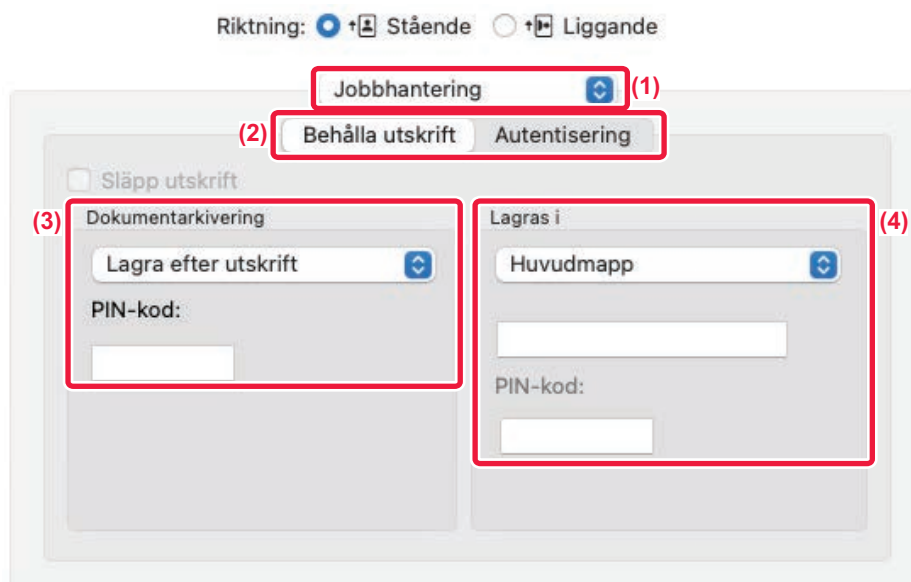 Riktning: Stående Liggande
Jobbhantering (1)
(2) Behålla utskrift Autentisering
Släpp utskrift
(3) Dokumentarkivering Lagras i (4)
Lagra efter utskrift Huvudmapp
PIN-kod:
PIN-kod: